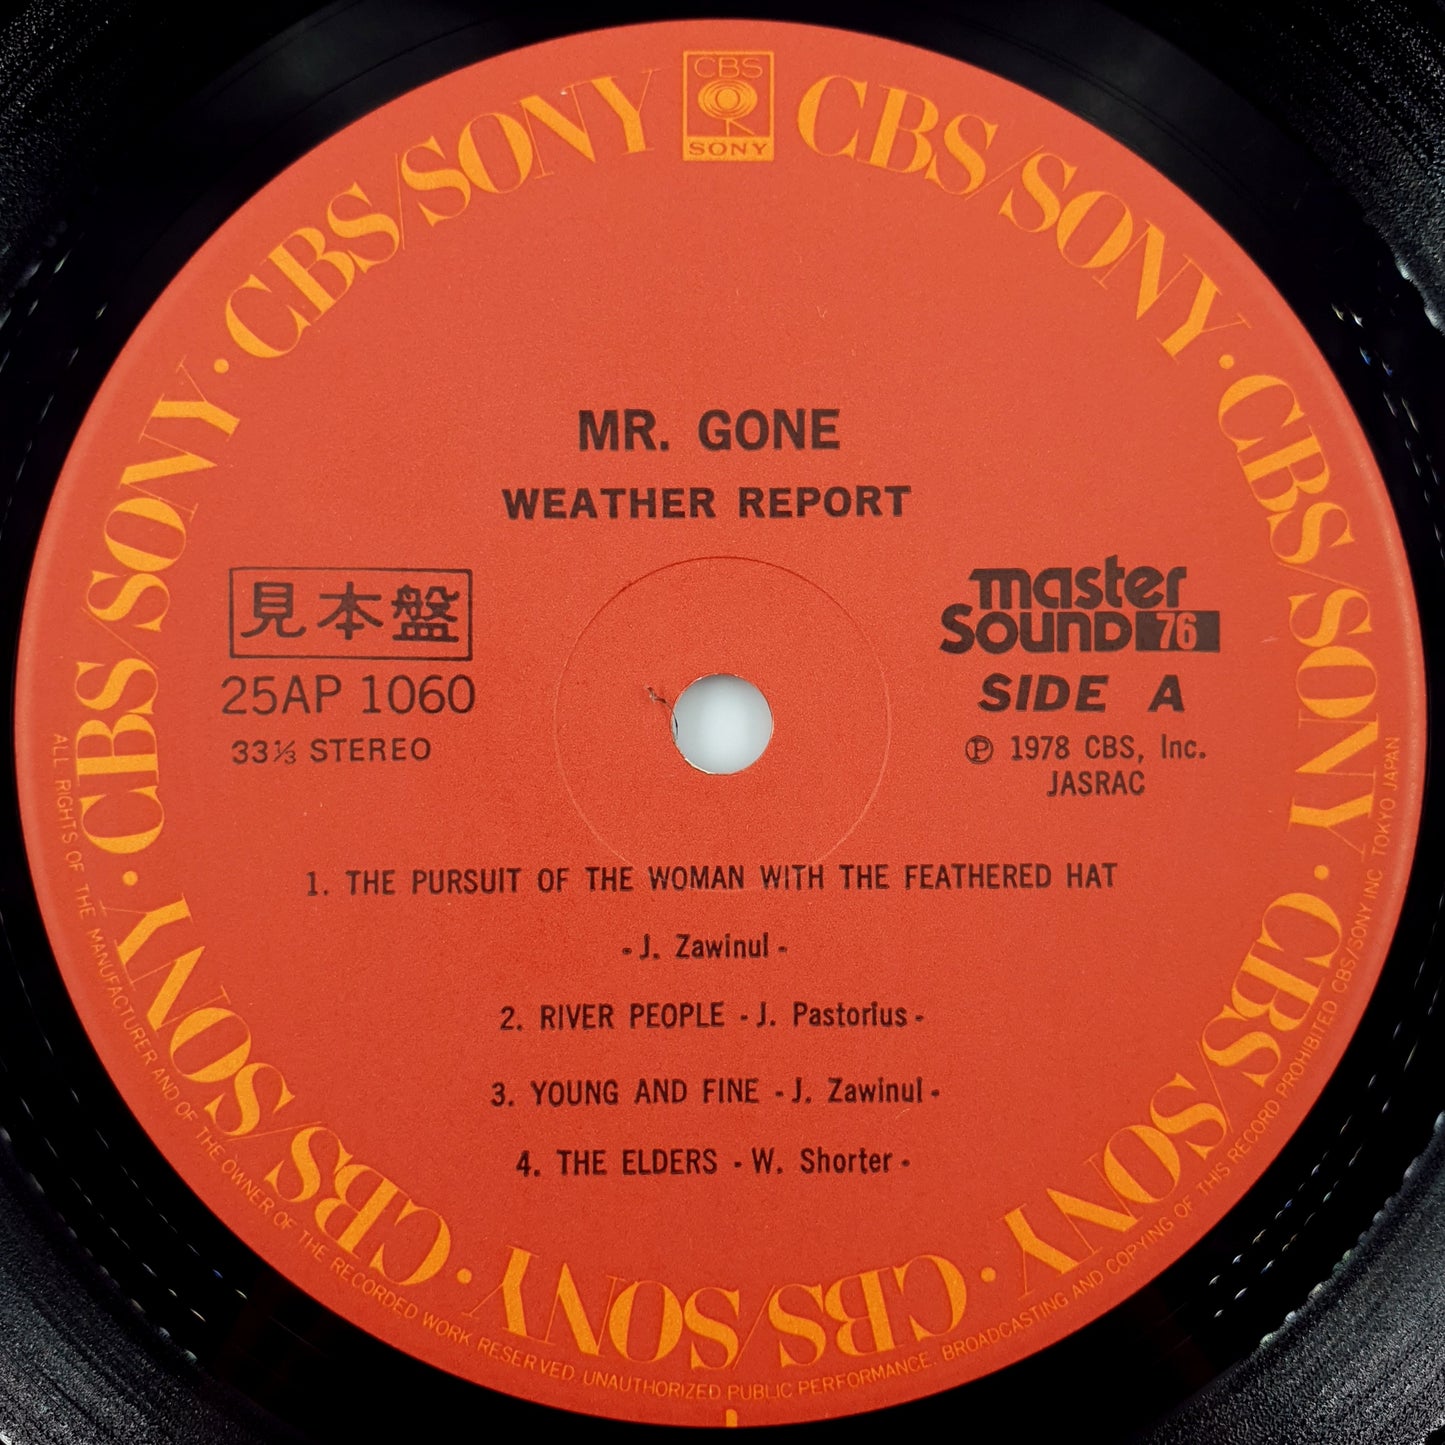 CBS
SONY
CBS/SONY · CBS/SONY · CBS/SONY · CBS/SONY · CBS/SONY · CBS/SONY · CBS/SONY · CBS/SONY · CBS/SONY
MR. GONE
WEATHER REPORT
見本盤
25AP 1060
33⅓ STEREO
master
Sound 76
SIDE A
Ⓟ 1978 CBS, Inc.
JASRAC
1. THE PURSUIT OF THE WOMAN WITH THE FEATHERED HAT
- J. Zawinul -
2. RIVER PEOPLE - J. Pastorius -
3. YOUNG AND FINE - J. Zawinul -
4. THE ELDERS - W. Shorter -
ALL RIGHTS OF THE MANUFACTURER AND OF THE OWNER OF THE RECORDED WORK RESERVED. UNAUTHORIZED PUBLIC PERFORMANCE. BROADCASTING AND COPYING OF THIS RECORD PROHIBITED CBS/SONY INC TOKYO JAPAN